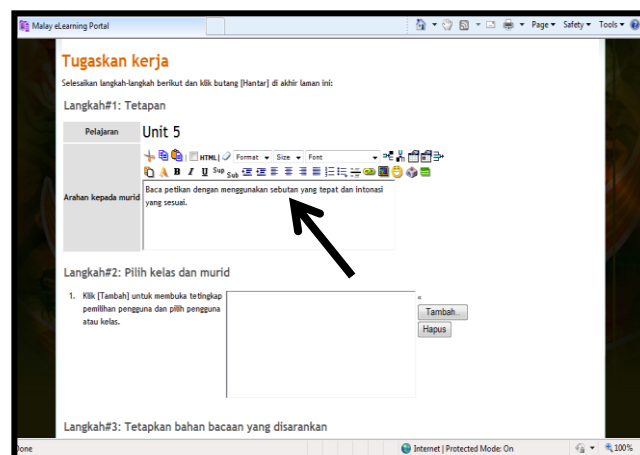 Malay eLearning Portal
Page Safety Tools
Tugaskan kerja
Selesaikan langkah-langkah berikut dan klik butang [Hantar] di akhir laman ini:
Langkah#1: Tetapan
Pelajaran
Unit 5
HTML Format Size Font
B I U Sup Sub
Arahan kepada murid
Baca petikan dengan menggunakan sebutan yang tepat dan intonasi
yang sesuai.
Langkah#2: Pilih kelas dan murid
1. Klik [Tambah] untuk membuka tetingkap
pemilihan pengguna dan pilih pengguna
atau kelas.
«
Tambah..
Hapus
Langkah#3: Tetapkan bahan bacaan yang disarankan
Done
Internet | Protected Mode: On
100%